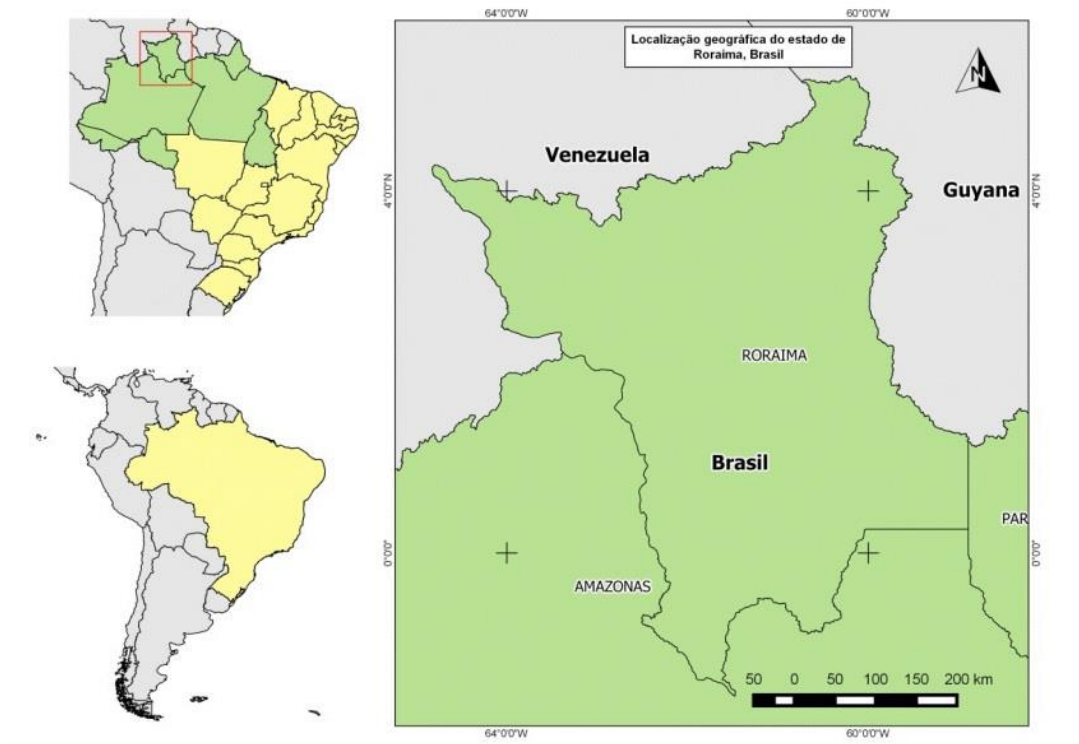 64°0'0"W
60°0'0"W
Localização geográfica do estado de
Roraima, Brasil
N
Venezuela
4°0'0"N
Guyana
4°0'0"N
RORAIMA
Brasil
PAR
0°0'0"
0°0'0"
AMAZONAS
50 0 50 100 150 200 km
64°0'0"W
60°0'0"W